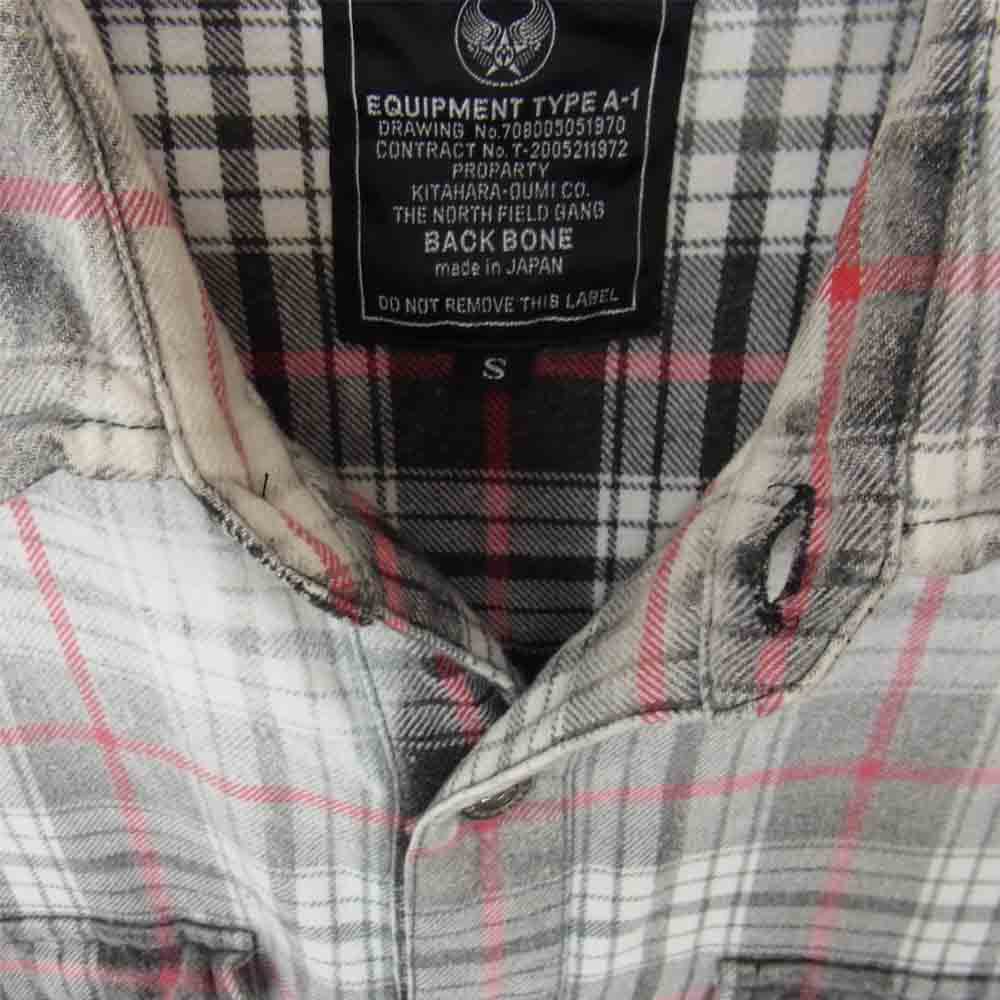 EQUIPMENT TYPE A-1
DRAWING No.708005051970
CONTRACT No. T-2005211972
PROPARTY
KITAHARA-OUMI CO.
THE NORTH FIELD GANG
BACK BONE
made in JAPAN
DO NOT REMOVE THIS LABEL
S